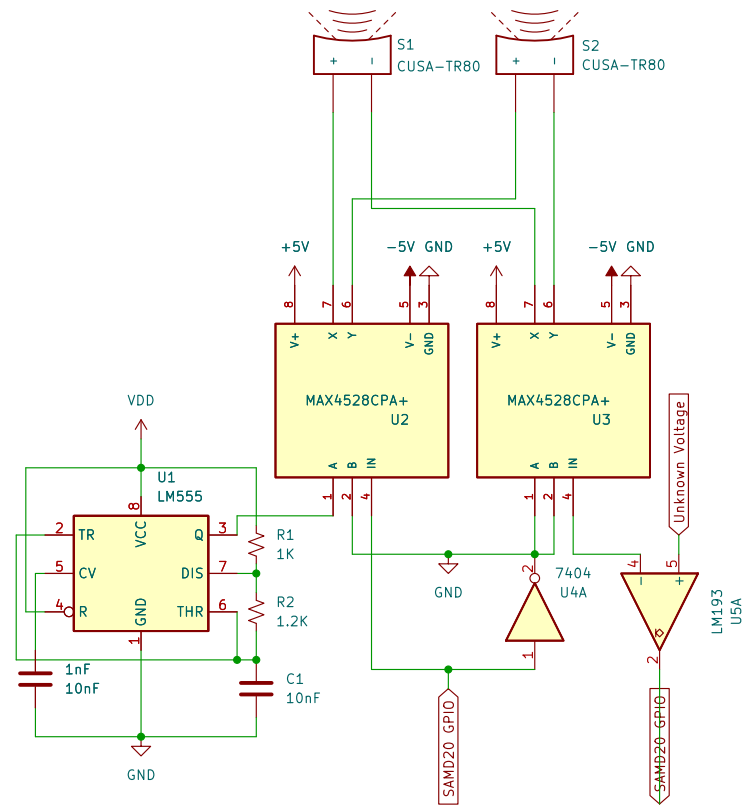 S1
CUSA-TR80
+
-
S2
CUSA-TR80
+
-
+5V
-5V GND
+5V
-5V GND
8
7
6
5
3
8
7
6
5
3
V+
X
Y
V-
GND
V+
X
Y
V-
GND
MAX4528CPA+
U2
MAX4528CPA+
U3
A
B
IN
A
B
IN
1
2
4
1
2
4
Unknown Voltage
VDD
U1
LM555
8
VCC
2
TR
Q
3
5
CV
DIS
7
4
R
THR
6
GND
1
R1
1K
R2
1.2K
1nF
10nF
C1
10nF
GND
GND
2
7404
U4A
1
4
5
-
+
LM193
U5A
2
SAMD20 GPIO
SAMD20 GPIO